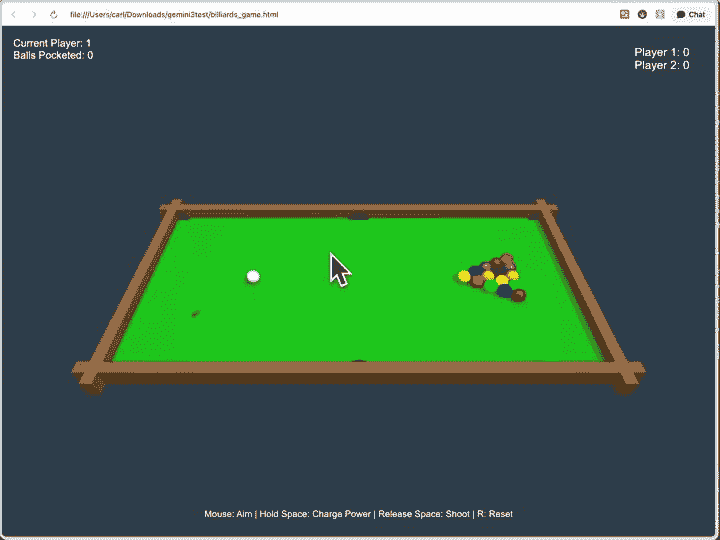 file:///Users/carl/Downloads/gemini3test/billiards_game.html
Chat
Current Player: 1
Balls Pocketed: 0
Player 1: 0
Player 2: 0
Mouse: Aim | Hold Space: Charge Power | Release Space: Shoot | R: Reset